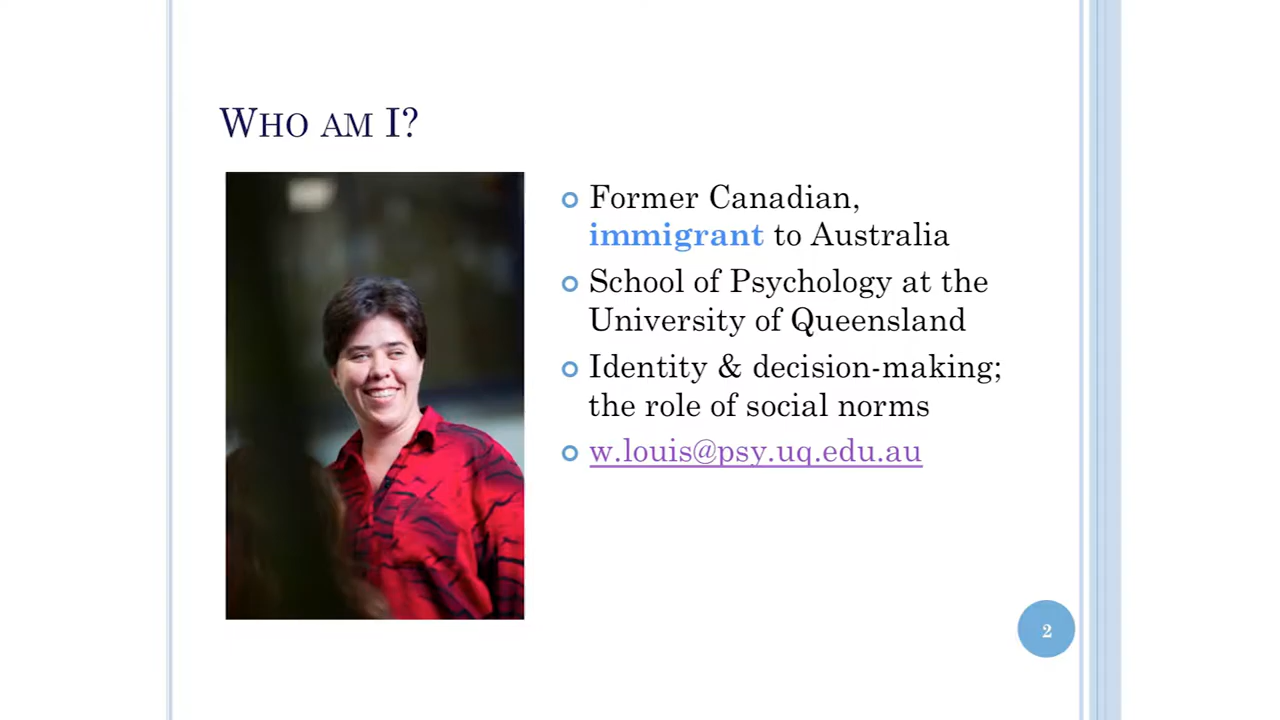 WHO AM I?
Former Canadian,
immigrant to Australia
School of Psychology at the
University of Queensland
Identity & decision-making;
the role of social norms
w.louis@psy.uq.edu.au
2